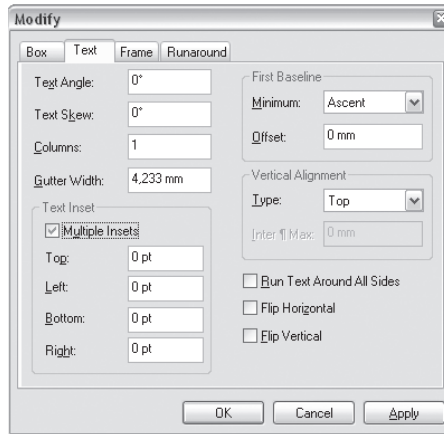 Modify
Box Text Frame Runaround
Text Angle: 0°
Text Skew: 0°
Columns: 1
Gutter Width: 4,233 mm
Text Inset
Multiple Insets
Top: 0 pt
Left: 0 pt
Bottom: 0 pt
Right: 0 pt
First Baseline
Minimum: Ascent
Offset: 0 mm
Vertical Alignment
Type: Top
Inter ¶ Max: 0 mm
Run Text Around All Sides
Flip Horizontal
Flip Vertical
OK Cancel Apply